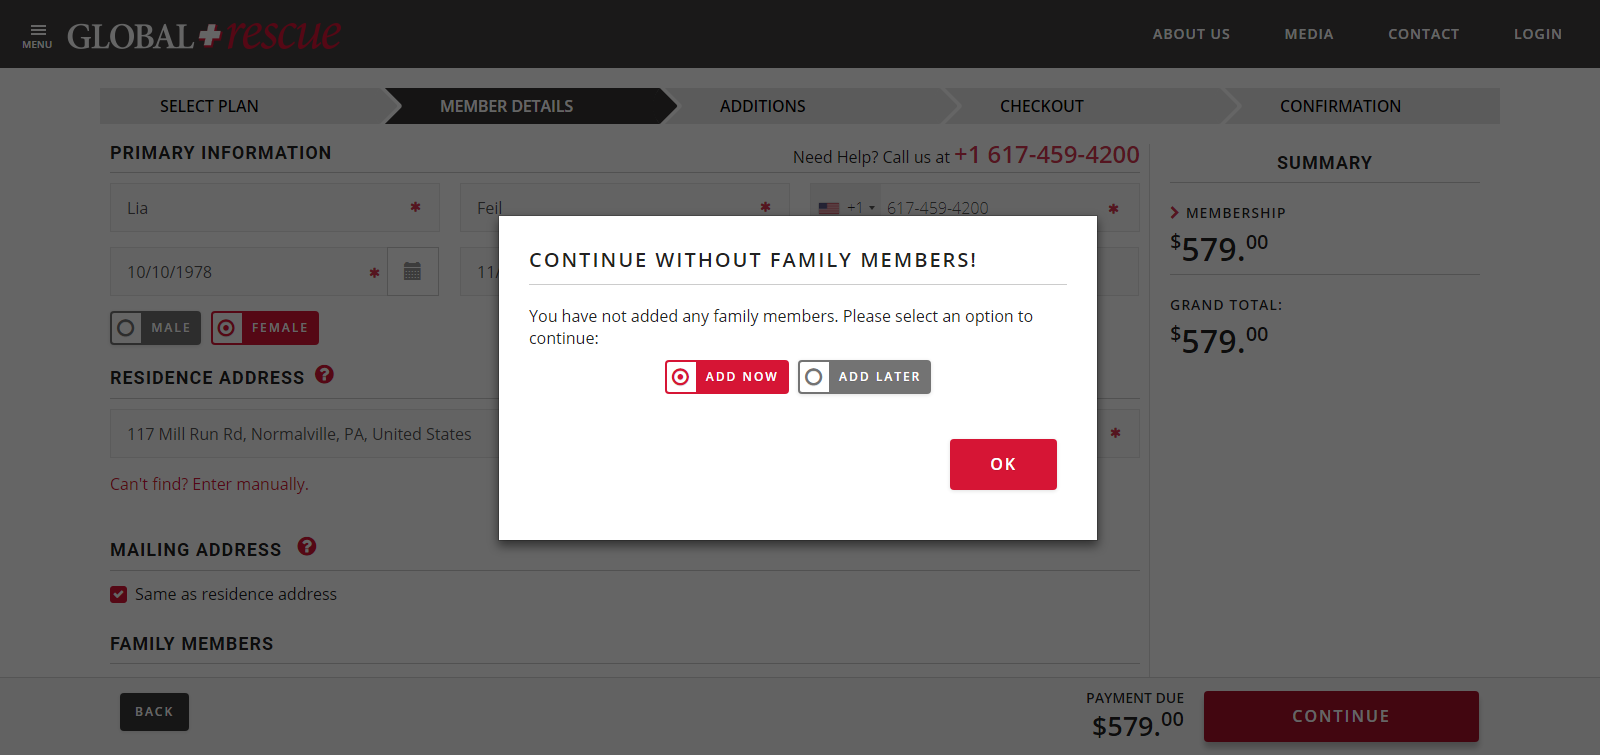 MENU
GLOBAL rescue
ABOUT US
MEDIA
CONTACT
LOGIN
SELECT PLAN
MEMBER DETAILS
ADDITIONS
CHECKOUT
CONFIRMATION
PRIMARY INFORMATION
Need Help? Call us at +1 617-459-4200
Lia *
Feil *
+1 617-459-4200 *
10/10/1978 *
11/
MALE
FEMALE
RESIDENCE ADDRESS ?
117 Mill Run Rd, Normalville, PA, United States *
Can't find? Enter manually.
MAILING ADDRESS ?
Same as residence address
FAMILY MEMBERS
CONTINUE WITHOUT FAMILY MEMBERS!
You have not added any family members. Please select an option to
continue:
ADD NOW
ADD LATER
OK
SUMMARY
MEMBERSHIP
$579.00
GRAND TOTAL:
$579.00
BACK
PAYMENT DUE
$579.00
CONTINUE